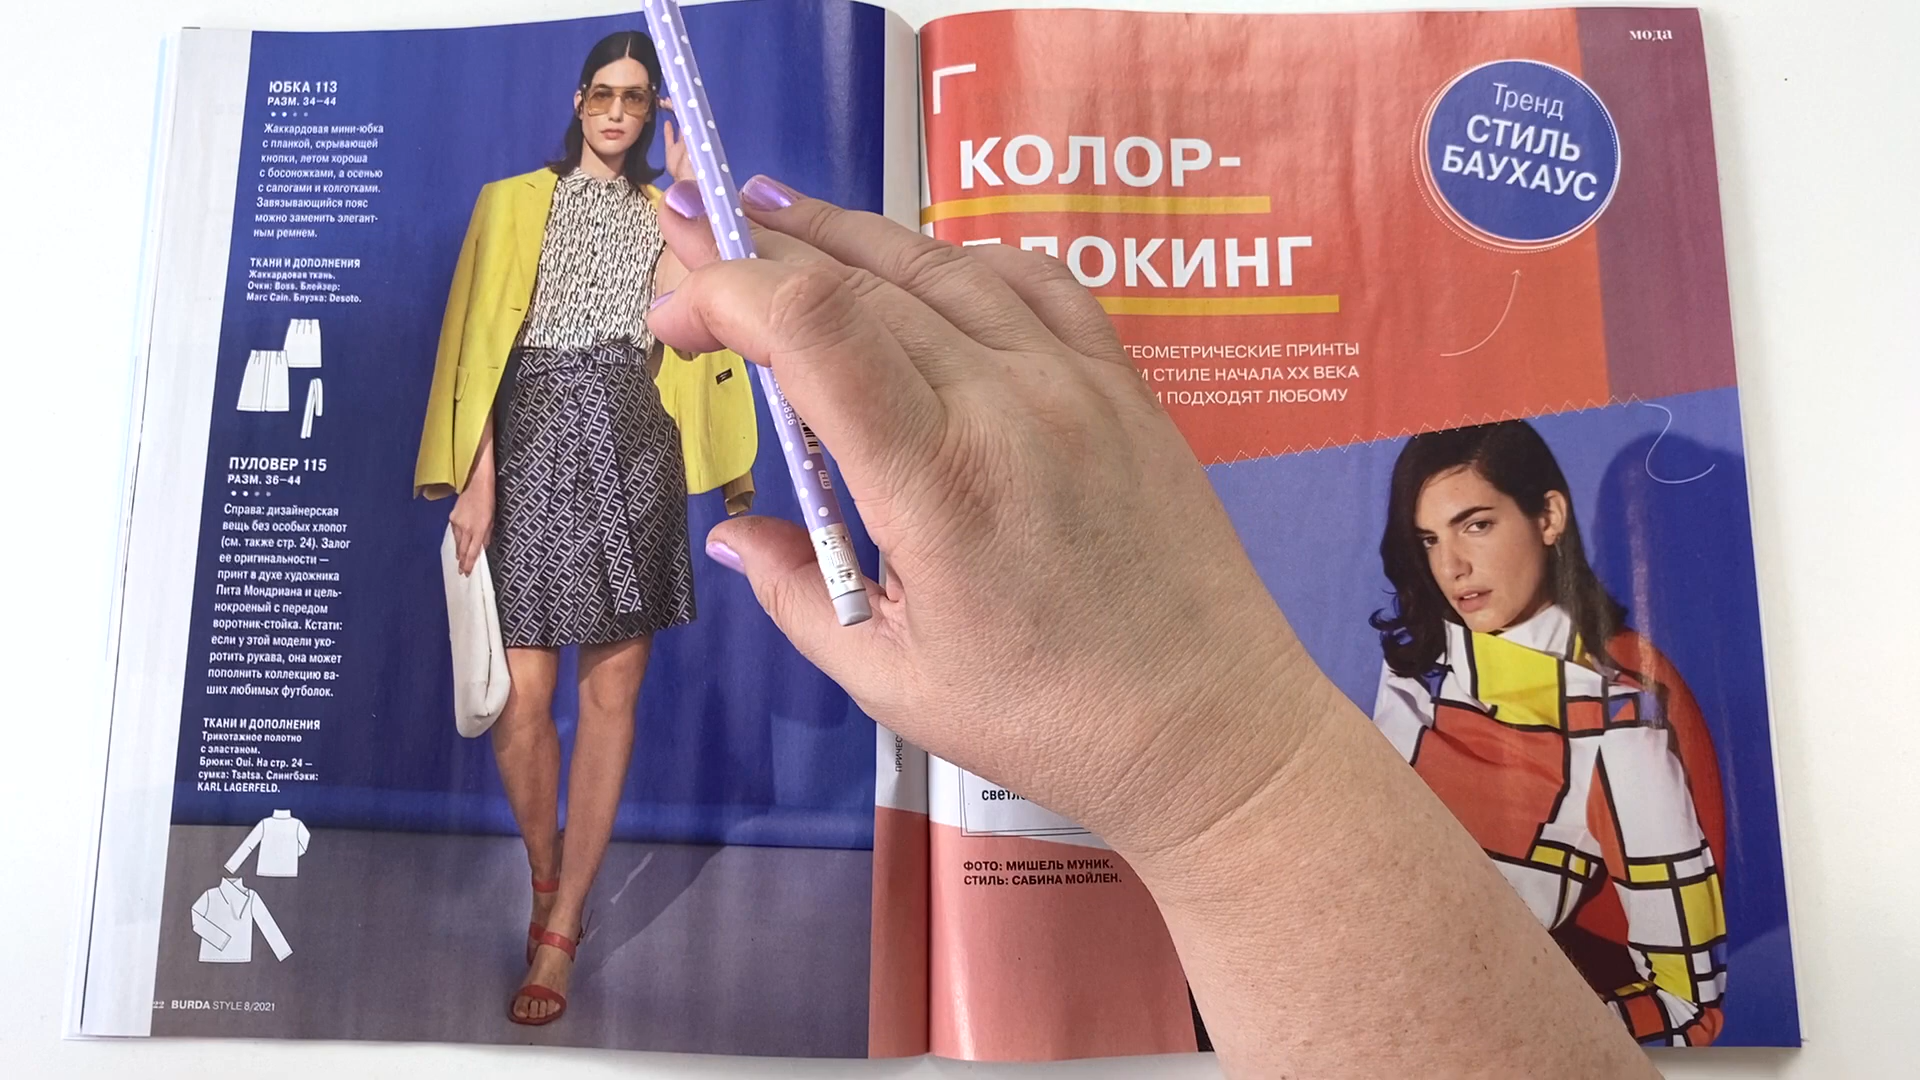 ЮБКА 113
РАЗМ. 34–44
Жаккардовая мини-юбка
с планкой, скрывающей
кнопки, летом хороша
с босоножками, а осенью
с сапогами и колготками.
Завязывающийся пояс
можно заменить элегант-
ным ремнем.
ТКАНИ И ДОПОЛНЕНИЯ
Жаккардовая ткань.
Очки: Boss. Блейзер:
Marc Cain. Блузка: Desoto.
ПУЛОВЕР 115
РАЗМ. 36–44
Справа: дизайнерская
вещь без особых хлопот
(см. также стр. 24). Залог
ее оригинальности —
принт в духе художника
Пита Мондриана и цель-
нокроеный с передом
воротник-стойка. Кстати:
если у этой модели уко-
ротить рукава, она может
пополнить коллекцию ва-
ших любимых футболок.
ТКАНИ И ДОПОЛНЕНИЯ
Трикотажное полотно
с эластаном.
Брюки: Oui. На стр. 24 —
сумка: Tsatsa. Слингбэки:
KARL LAGERFELD.
22 BURDA STYLE 8/2021
мода
Тренд
СТИЛЬ
БАУХАУС
КОЛОР-
ЛОКИНГ
ГЕОМЕТРИЧЕСКИЕ ПРИНТЫ
И СТИЛЕ НАЧАЛА XX ВЕКА
И ПОДХОДЯТ ЛЮБОМУ
ФОТО: МИШЕЛЬ МУНИК.
СТИЛЬ: САБИНА МОЙЛЕН.